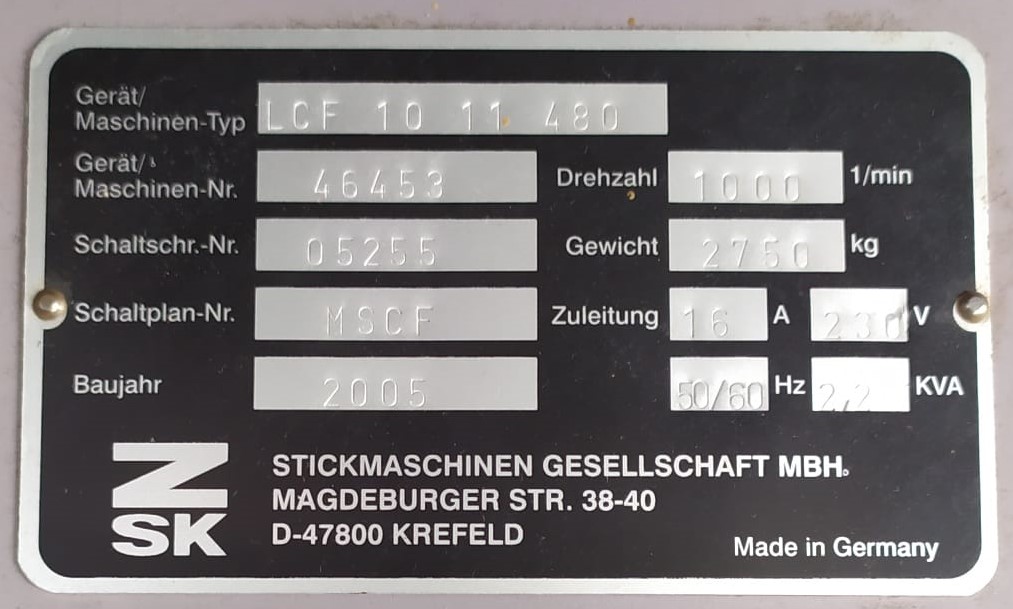 Gerät/
Maschinen-Typ LCF 10 11 480
Gerät/
Maschinen-Nr. 46453 Drehzahl 1000 1/min
Schaltschr.-Nr. 05255 Gewicht 2750 kg
Schaltplan-Nr. MSCF Zuleitung 16 A 230 V
Baujahr 2005 50/60 Hz 2,2 KVA
ZSK
STICKMASCHINEN GESELLSCHAFT MBH.
MAGDEBURGER STR. 38-40
D-47800 KREFELD
Made in Germany